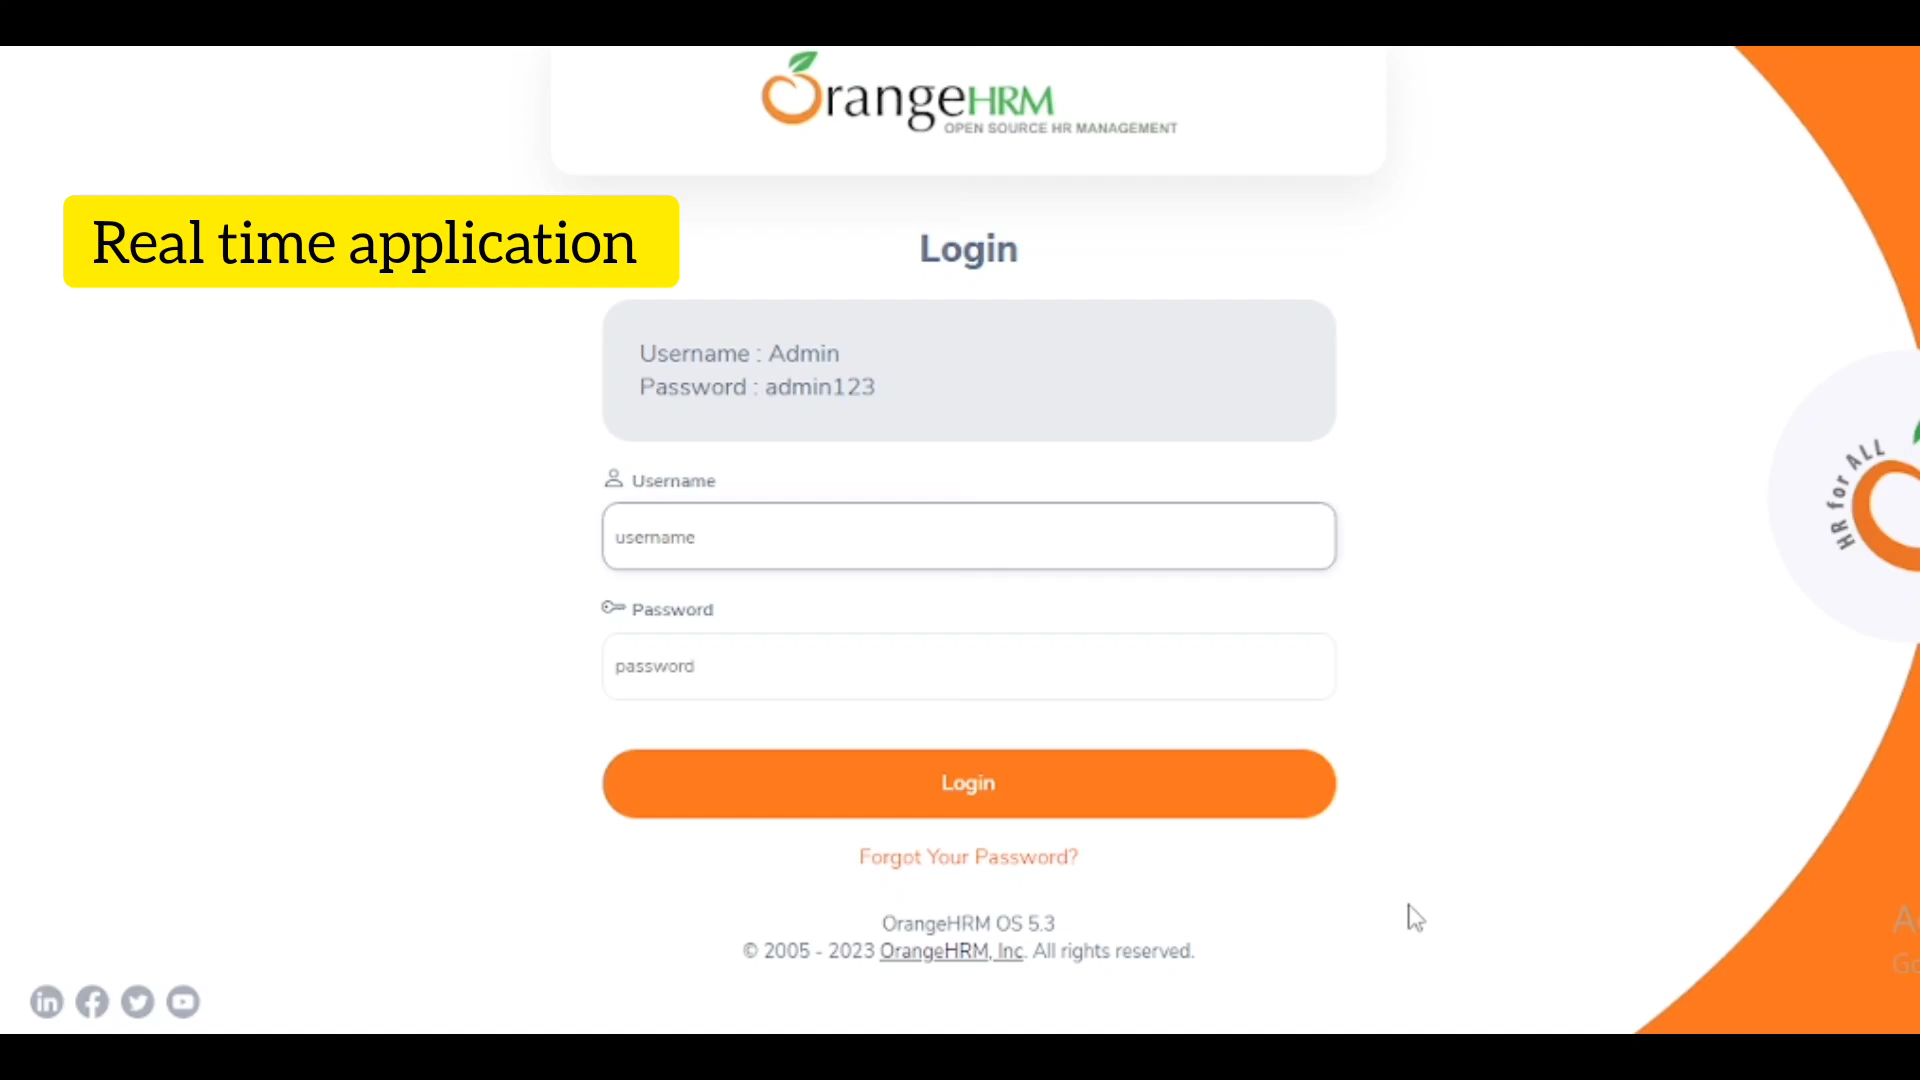 OrangeHRM
OPEN SOURCE HR MANAGEMENT
Real time application
Login
Username : Admin
Password : admin123
Username
username
Password
password
Login
Forgot Your Password?
OrangeHRM OS 5.3
© 2005 - 2023 OrangeHRM, Inc. All rights reserved.
HR for ALL